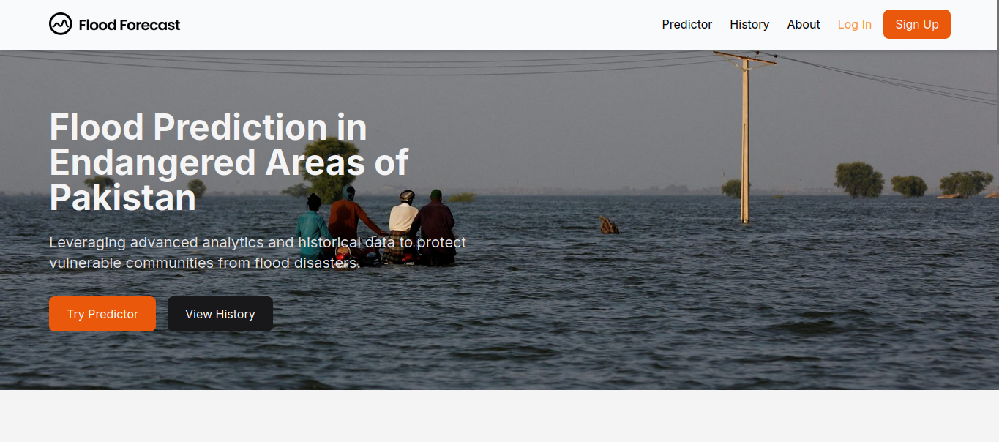 Flood Forecast
Predictor
History
About
Log In
Sign Up
Flood Prediction in
Endangered Areas of
Pakistan
Leveraging advanced analytics and historical data to protect
vulnerable communities from flood disasters.
Try Predictor
View History